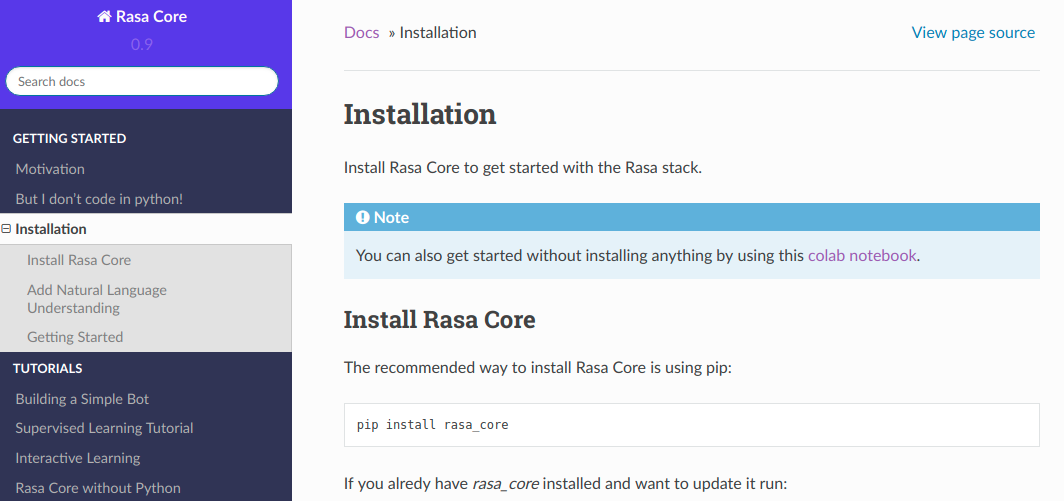 Rasa Core
0.9
Search docs
GETTING STARTED
Motivation
But I don't code in python!
Installation
Install Rasa Core
Add Natural Language
Understanding
Getting Started
TUTORIALS
Building a Simple Bot
Supervised Learning Tutorial
Interactive Learning
Rasa Core without Python
Docs » Installation
View page source
Installation
Install Rasa Core to get started with the Rasa stack.
Note
You can also get started without installing anything by using this colab notebook.
Install Rasa Core
The recommended way to install Rasa Core is using pip:
pip install rasa_core
If you alredy have rasa_core installed and want to update it run: